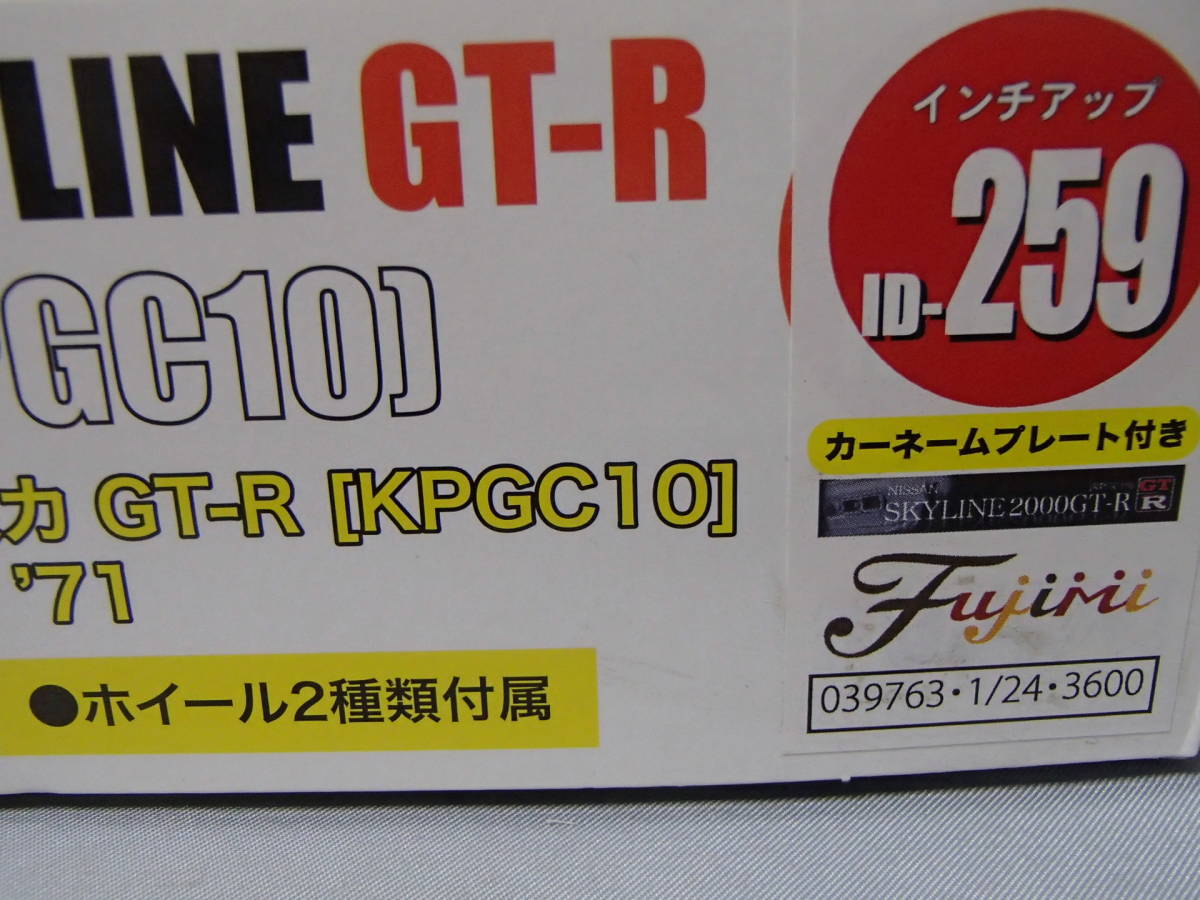 LINE GT-R
PGC10)
カ GT-R [KPGC10]
'71
●ホイール2種類付属
インチアップ
ID-259
カーネームプレート付き
NISSAN
SKYLINE 2000GT-R
GT
R
Fujimi
039763・1/24・3600